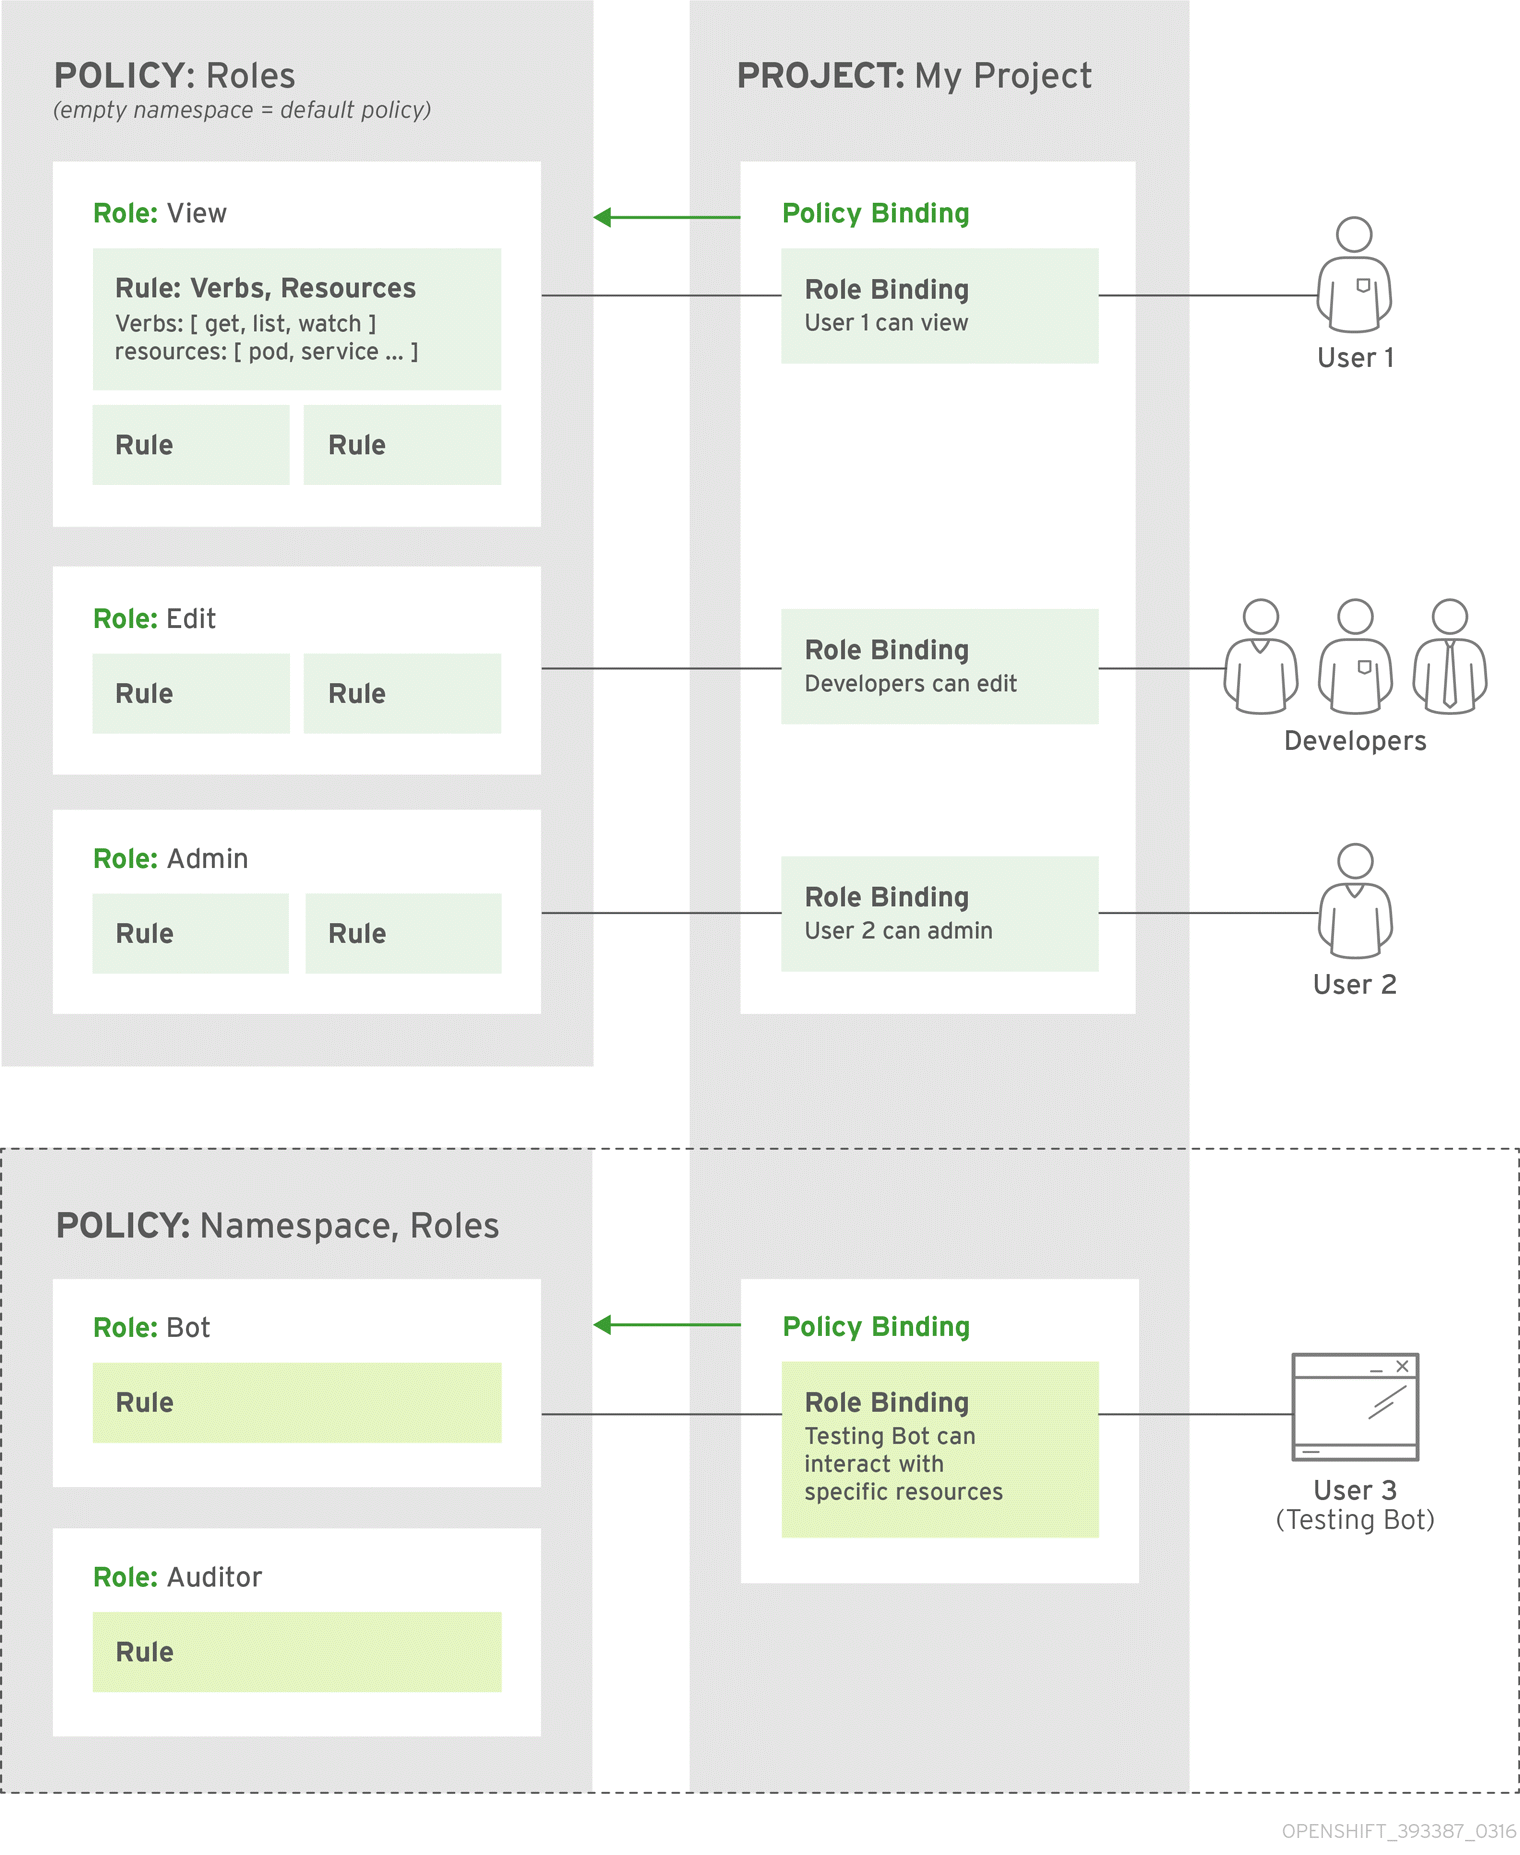 POLICY: Roles
(empty namespace = default policy)
Role: View
Rule: Verbs, Resources
Verbs: [ get, list, watch ]
resources: [ pod, service ... ]
Rule
Rule
Role: Edit
Rule
Rule
Role: Admin
Rule
Rule
PROJECT: My Project
Policy Binding
Role Binding
User 1 can view
Role Binding
Developers can edit
Role Binding
User 2 can admin
User 1
Developers
User 2
POLICY: Namespace, Roles
Role: Bot
Rule
Role: Auditor
Rule
Policy Binding
Role Binding
Testing Bot can
interact with
specific resources
User 3
(Testing Bot)
OPENSHIFT_393387_0316